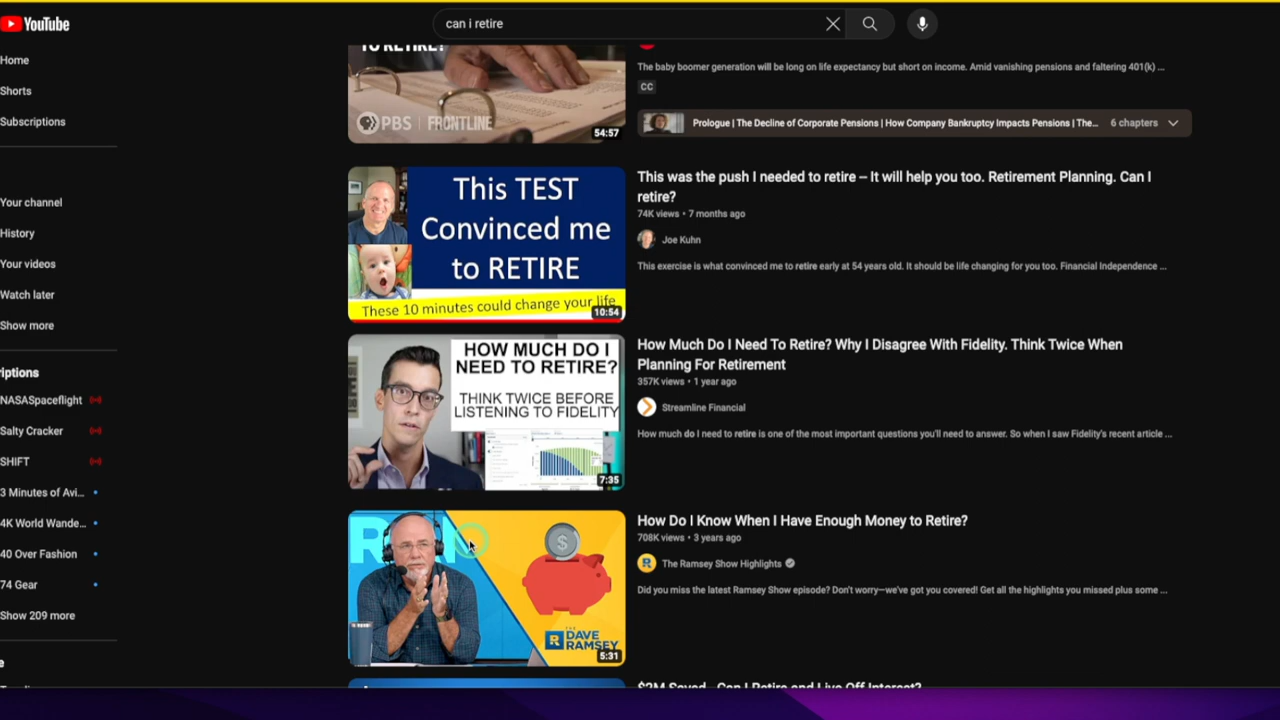 YouTube
can i retire
Home
Shorts
Subscriptions
Your channel
History
Your videos
Watch later
Show more
riptions
NASASpaceflight
Salty Cracker
SHIFT
3 Minutes of Avi...
4K World Wande...
40 Over Fashion
74 Gear
Show 209 more
e
TO RETIRE?
PBS | FRONTLINE
54:57
The baby boomer generation will be long on life expectancy but short on income. Amid vanishing pensions and faltering 401(k) ...
CC
Prologue | The Decline of Corporate Pensions | How Company Bankruptcy Impacts Pensions | The...
6 chapters
This TEST
Convinced me
to RETIRE
These 10 minutes could change your life
10:54
This was the push I needed to retire – It will help you too. Retirement Planning. Can I
retire?
74K views • 7 months ago
Joe Kuhn
This exercise is what convinced me to retire early at 54 years old. It should be life changing for you too. Financial Independence ...
HOW MUCH DO I
NEED TO RETIRE?
THINK TWICE BEFORE
LISTENING TO FIDELITY
7:35
How Much Do I Need To Retire? Why I Disagree With Fidelity. Think Twice When
Planning For Retirement
357K views • 1 year ago
Streamline Financial
How much do I need to retire is one of the most important questions you'll need to answer. So when I saw Fidelity's recent article ...
THE
DAVE
RAMSEY
5:31
How Do I Know When I Have Enough Money to Retire?
708K views • 3 years ago
The Ramsey Show Highlights
Did you miss the latest Ramsey Show episode? Don't worry—we've got you covered! Get all the highlights you missed plus some ...
$2M Saved - Can I Retire and Live Off Interest?